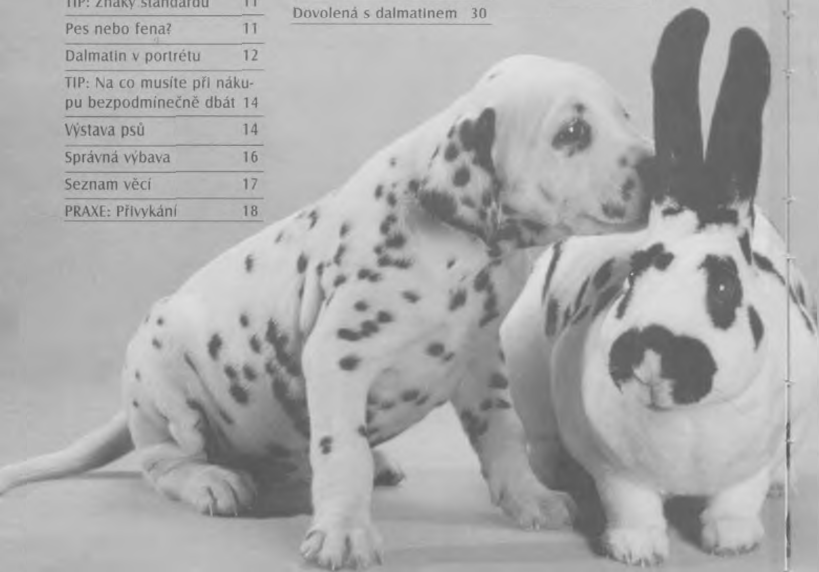 TIP: Znaky standardu 11
Pes nebo fena? 11
Dalmatin v portrétu 12
TIP: Na co musíte při náku-
pu bezpodmínečně dbát 14
Výstava psů 14
Správná výbava 16
Seznam věcí 17
PRAXE: Přivykání 18
Dovolená s dalmatinem 30